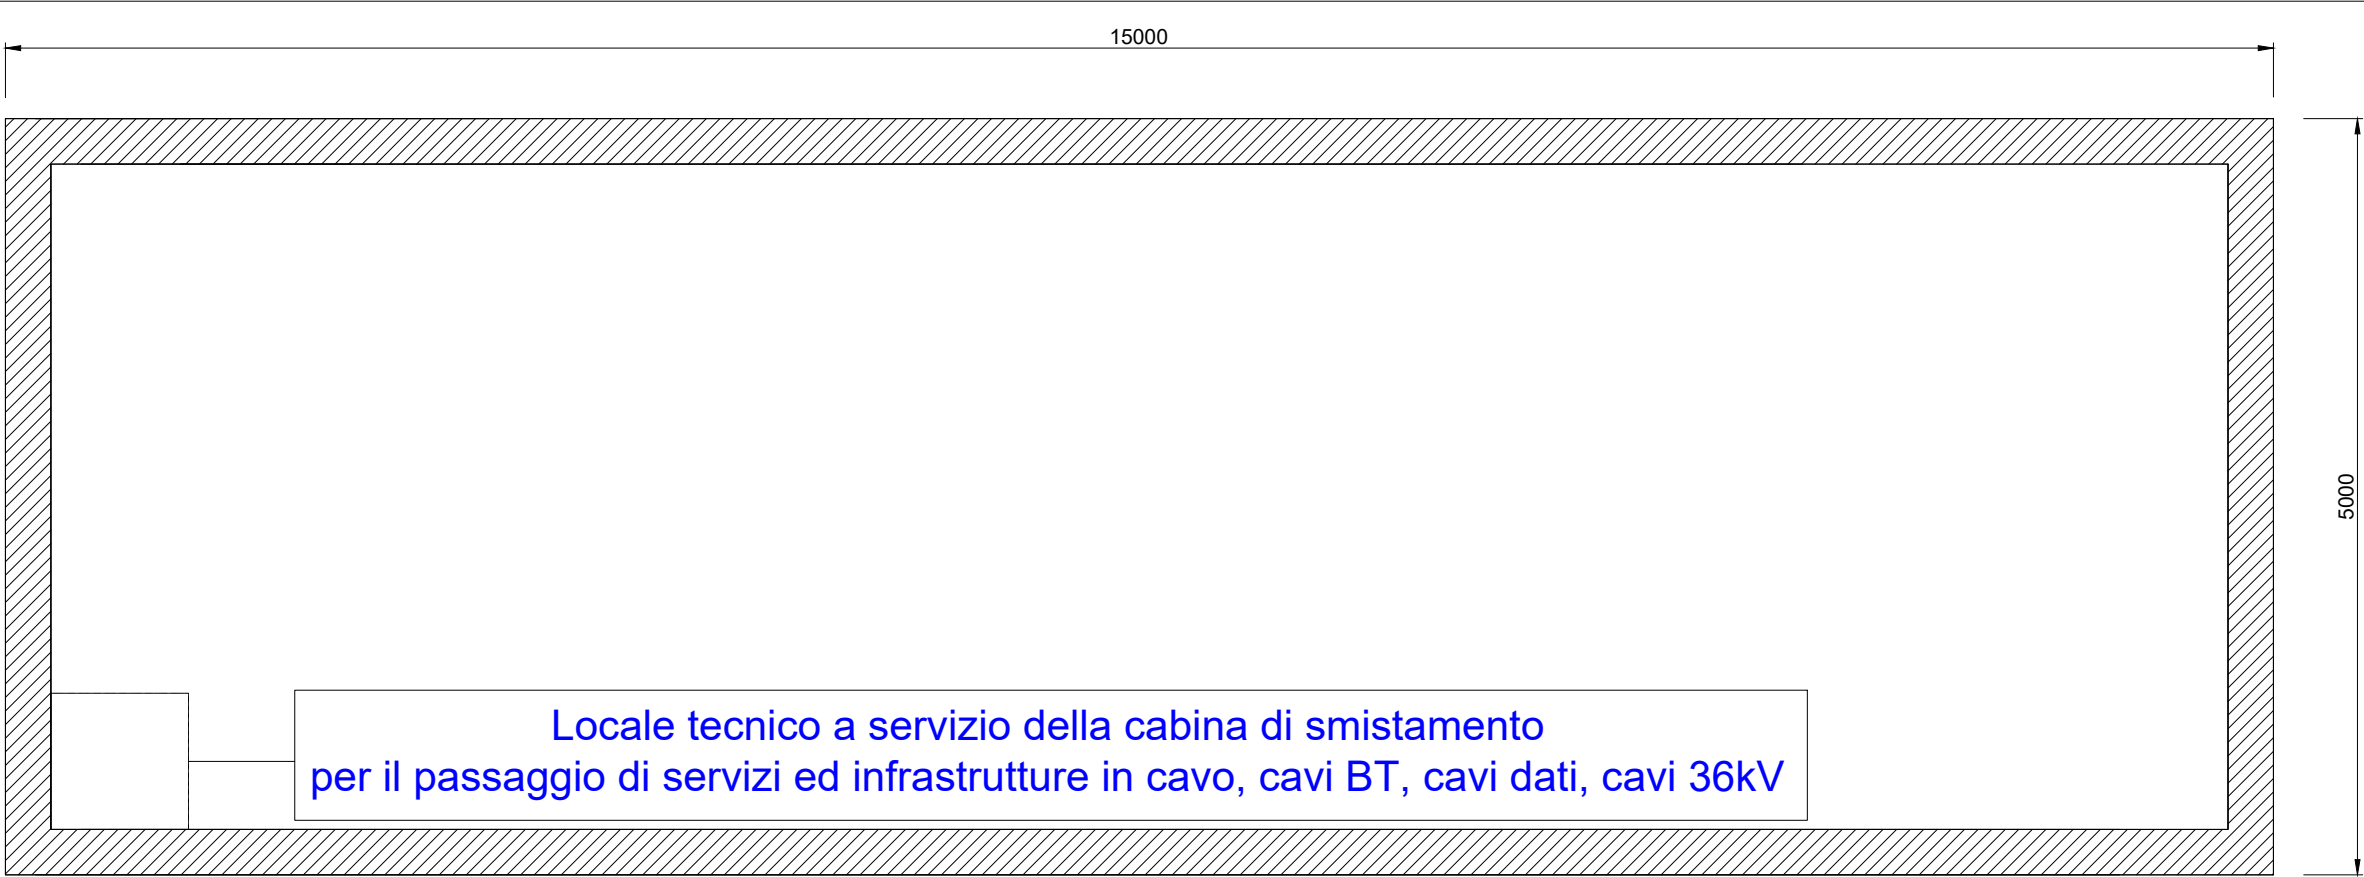 15000
5000
Locale tecnico a servizio della cabina di smistamento
per il passaggio di servizi ed infrastrutture in cavo, cavi BT, cavi dati, cavi 36kV